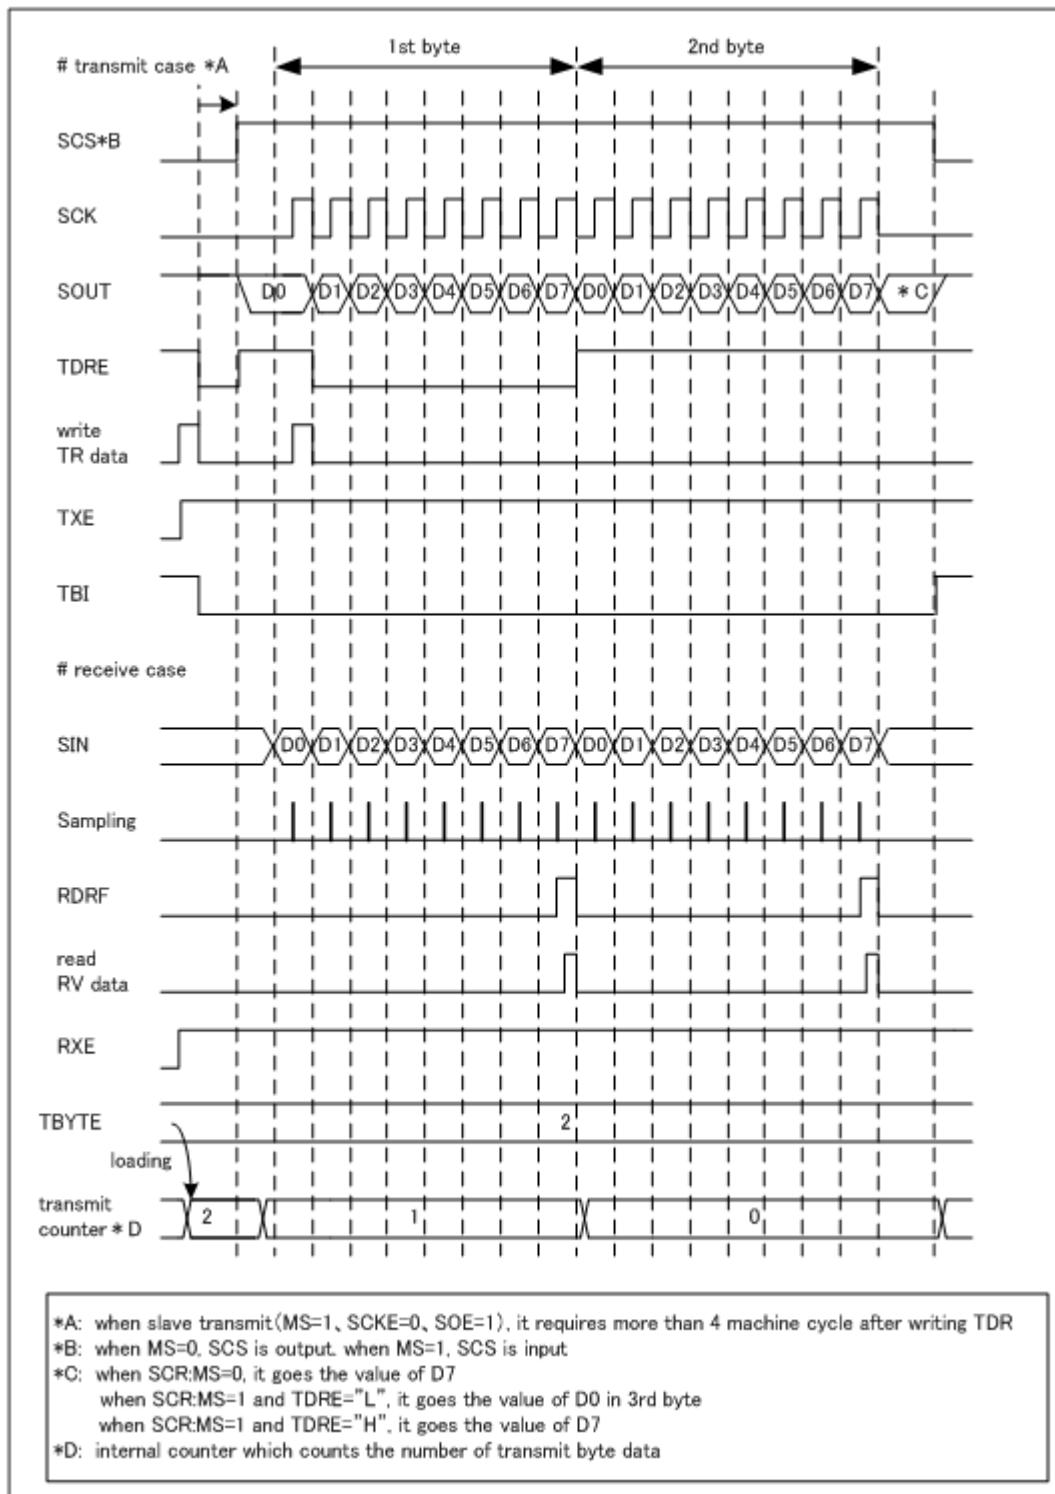 1st byte 2nd byte
# transmit case *A
SCS*B
SCK
SOUT D0 D1 D2 D3 D4 D5 D6 D7 D0 D1 D2 D3 D4 D5 D6 D7 * C
TDRE
write
TR data
TXE
TBI
# receive case
SIN D0 D1 D2 D3 D4 D5 D6 D7 D0 D1 D2 D3 D4 D5 D6 D7
Sampling
RDRF
read
RV data
RXE
TBYTE 2
loading
transmit
counter * D 2 1 0
*A: when slave transmit(MS=1、SCKE=0、SOE=1), it requires more than 4 machine cycle after writing TDR
*B: when MS=0, SCS is output. when MS=1, SCS is input
*C: when SCR:MS=0, it goes the value of D7
when SCR:MS=1 and TDRE="L", it goes the value of D0 in 3rd byte
when SCR:MS=1 and TDRE="H", it goes the value of D7
*D: internal counter which counts the number of transmit byte data